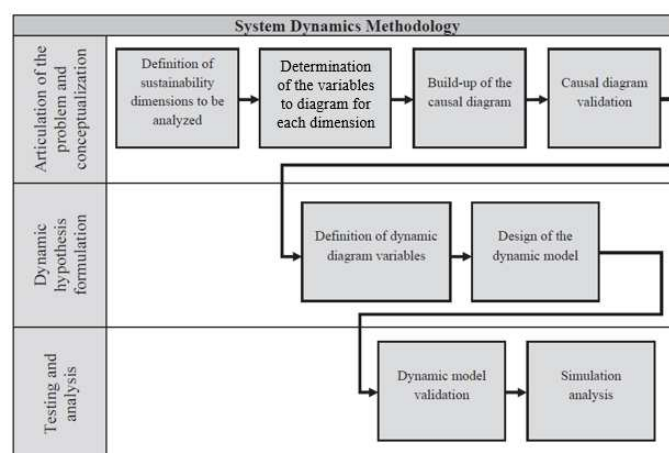 System Dynamics Methodology
Articulation of the
problem and
conceptualization
Definition of
sustainability
dimensions to be
analyzed
Determination
of the variables
to diagram for
each dimension
Build-up of the
causal diagram
Causal diagram
validation
Dynamic
hypothesis
formulation
Definition of dynamic
diagram variables
Design of the
dynamic model
Testing and
analysis
Dynamic model
validation
Simulation
analysis